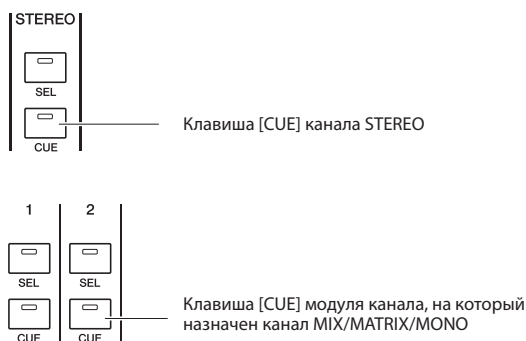 STEREO
SEL
Клавиша [CUE] канала STEREO
CUE
1 2
SEL SEL
Клавиша [CUE] модуля канала, на который
назначен канал MIX/MATRIX/MONO
CUE CUE